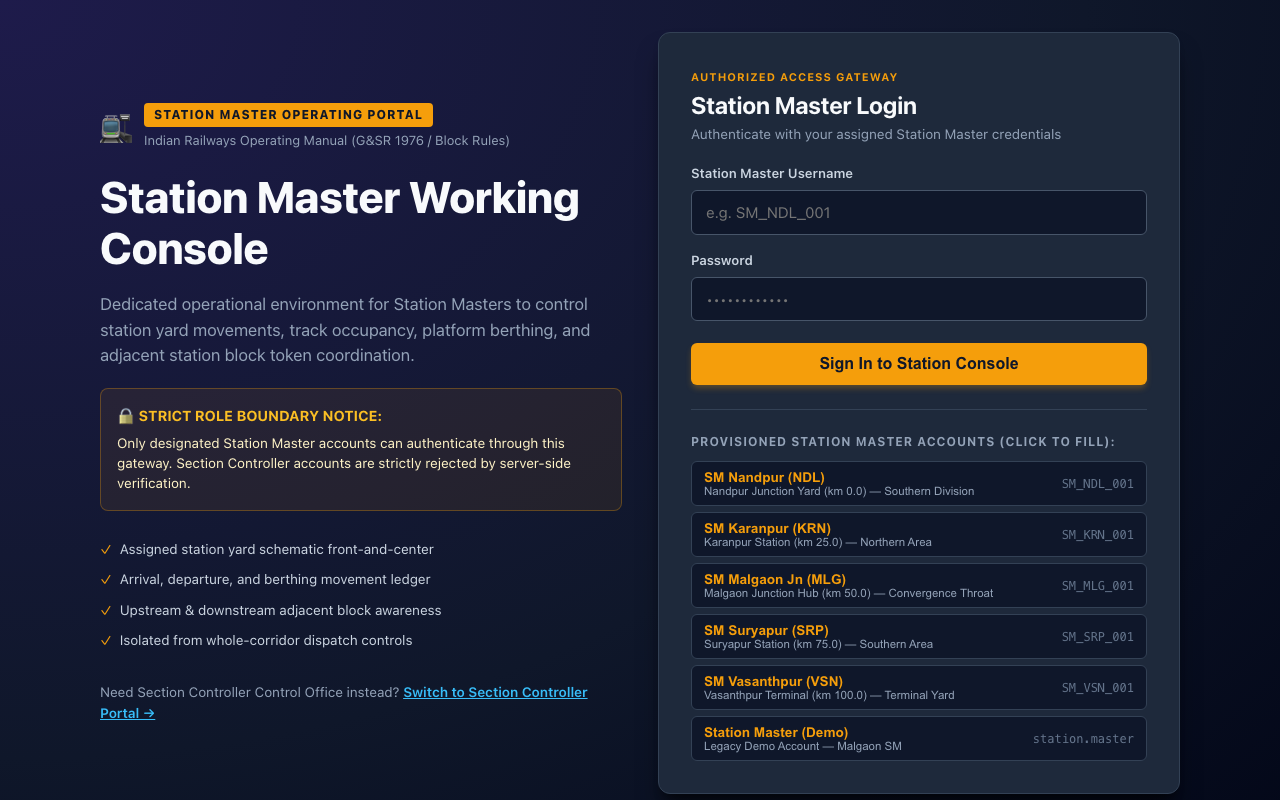 STATION MASTER OPERATING PORTAL
Indian Railways Operating Manual (G&SR 1976 / Block Rules)
Station Master Working
Console
Dedicated operational environment for Station Masters to control
station yard movements, track occupancy, platform berthing, and
adjacent station block token coordination.
🔒 STRICT ROLE BOUNDARY NOTICE:
Only designated Station Master accounts can authenticate through this
gateway. Section Controller accounts are strictly rejected by server-side
verification.
✓ Assigned station yard schematic front-and-center
✓ Arrival, departure, and berthing movement ledger
✓ Upstream & downstream adjacent block awareness
✓ Isolated from whole-corridor dispatch controls
Need Section Controller Control Office instead? Switch to Section Controller
Portal →
AUTHORIZED ACCESS GATEWAY
Station Master Login
Authenticate with your assigned Station Master credentials
Station Master Username
e.g. SM_NDL_001
Password
••••••••••••
Sign In to Station Console
PROVISIONED STATION MASTER ACCOUNTS (CLICK TO FILL):
SM Nandpur (NDL)
Nandpur Junction Yard (km 0.0) — Southern Division
SM_NDL_001
SM Karanpur (KRN)
Karanpur Station (km 25.0) — Northern Area
SM_KRN_001
SM Malgaon Jn (MLG)
Malgaon Junction Hub (km 50.0) — Convergence Throat
SM_MLG_001
SM Suryapur (SRP)
Suryapur Station (km 75.0) — Southern Area
SM_SRP_001
SM Vasanthpur (VSN)
Vasanthpur Terminal (km 100.0) — Terminal Yard
SM_VSN_001
Station Master (Demo)
Legacy Demo Account — Malgaon SM
station.master